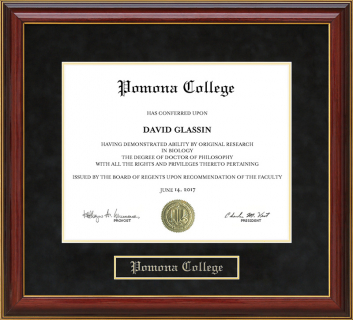 Pomona College
HAS CONFERRED UPON
DAVID GLASSIN
HAVING DEMONSTRATED ABILITY BY ORIGINAL RESEARCH
IN BIOLOGY
THE DEGREE OF DOCTOR OF PHILOSOPHY
WITH ALL THE RIGHTS AND PRIVILEGES THERETO PERTAINING
ISSUED BY THE BOARD OF REGENTS UPON RECOMMENDATION OF THE FACULTY
JUNE 14, 2017
PROVOST
PRESIDENT
Pomona College